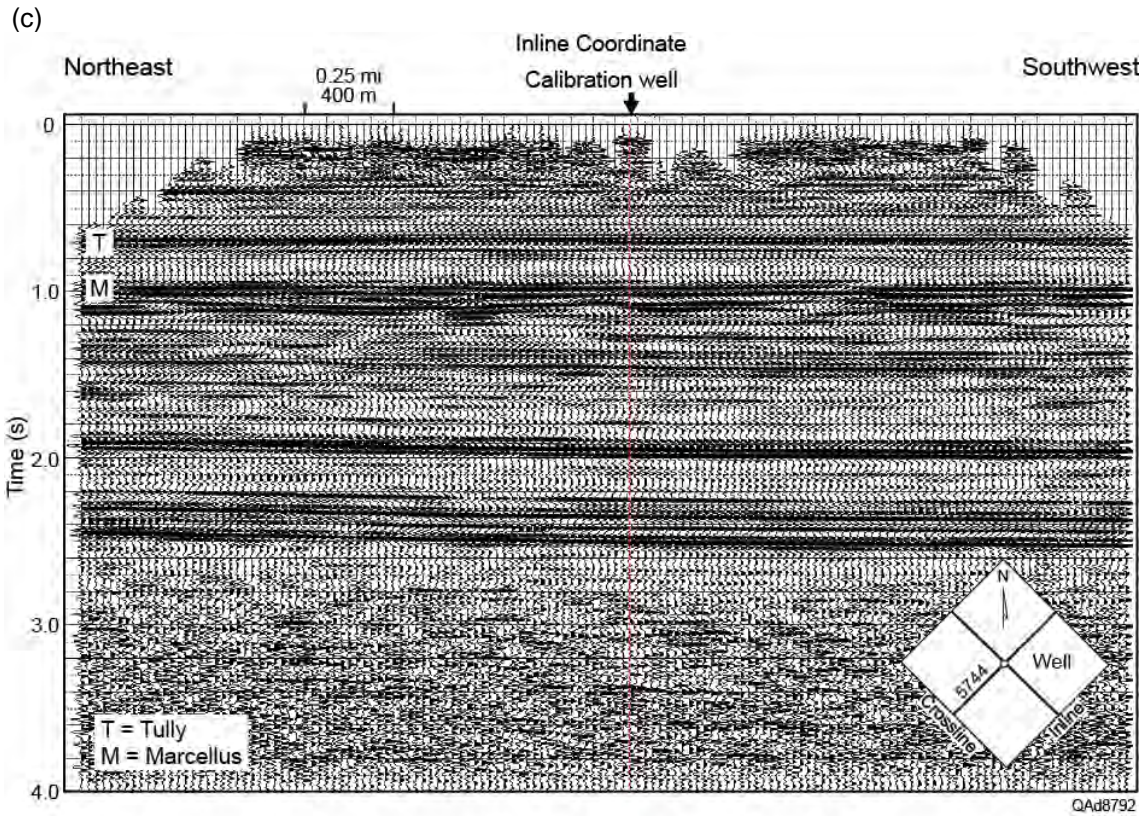 (c)
Inline Coordinate
Northeast
0.25 mi
400 m
Calibration well
Southwest
0
T
M
1.0
Time (s)
2.0
3.0
4.0
N
Well
5744
Crossline
Inline
T = Tully
M = Marcellus
QAd8792